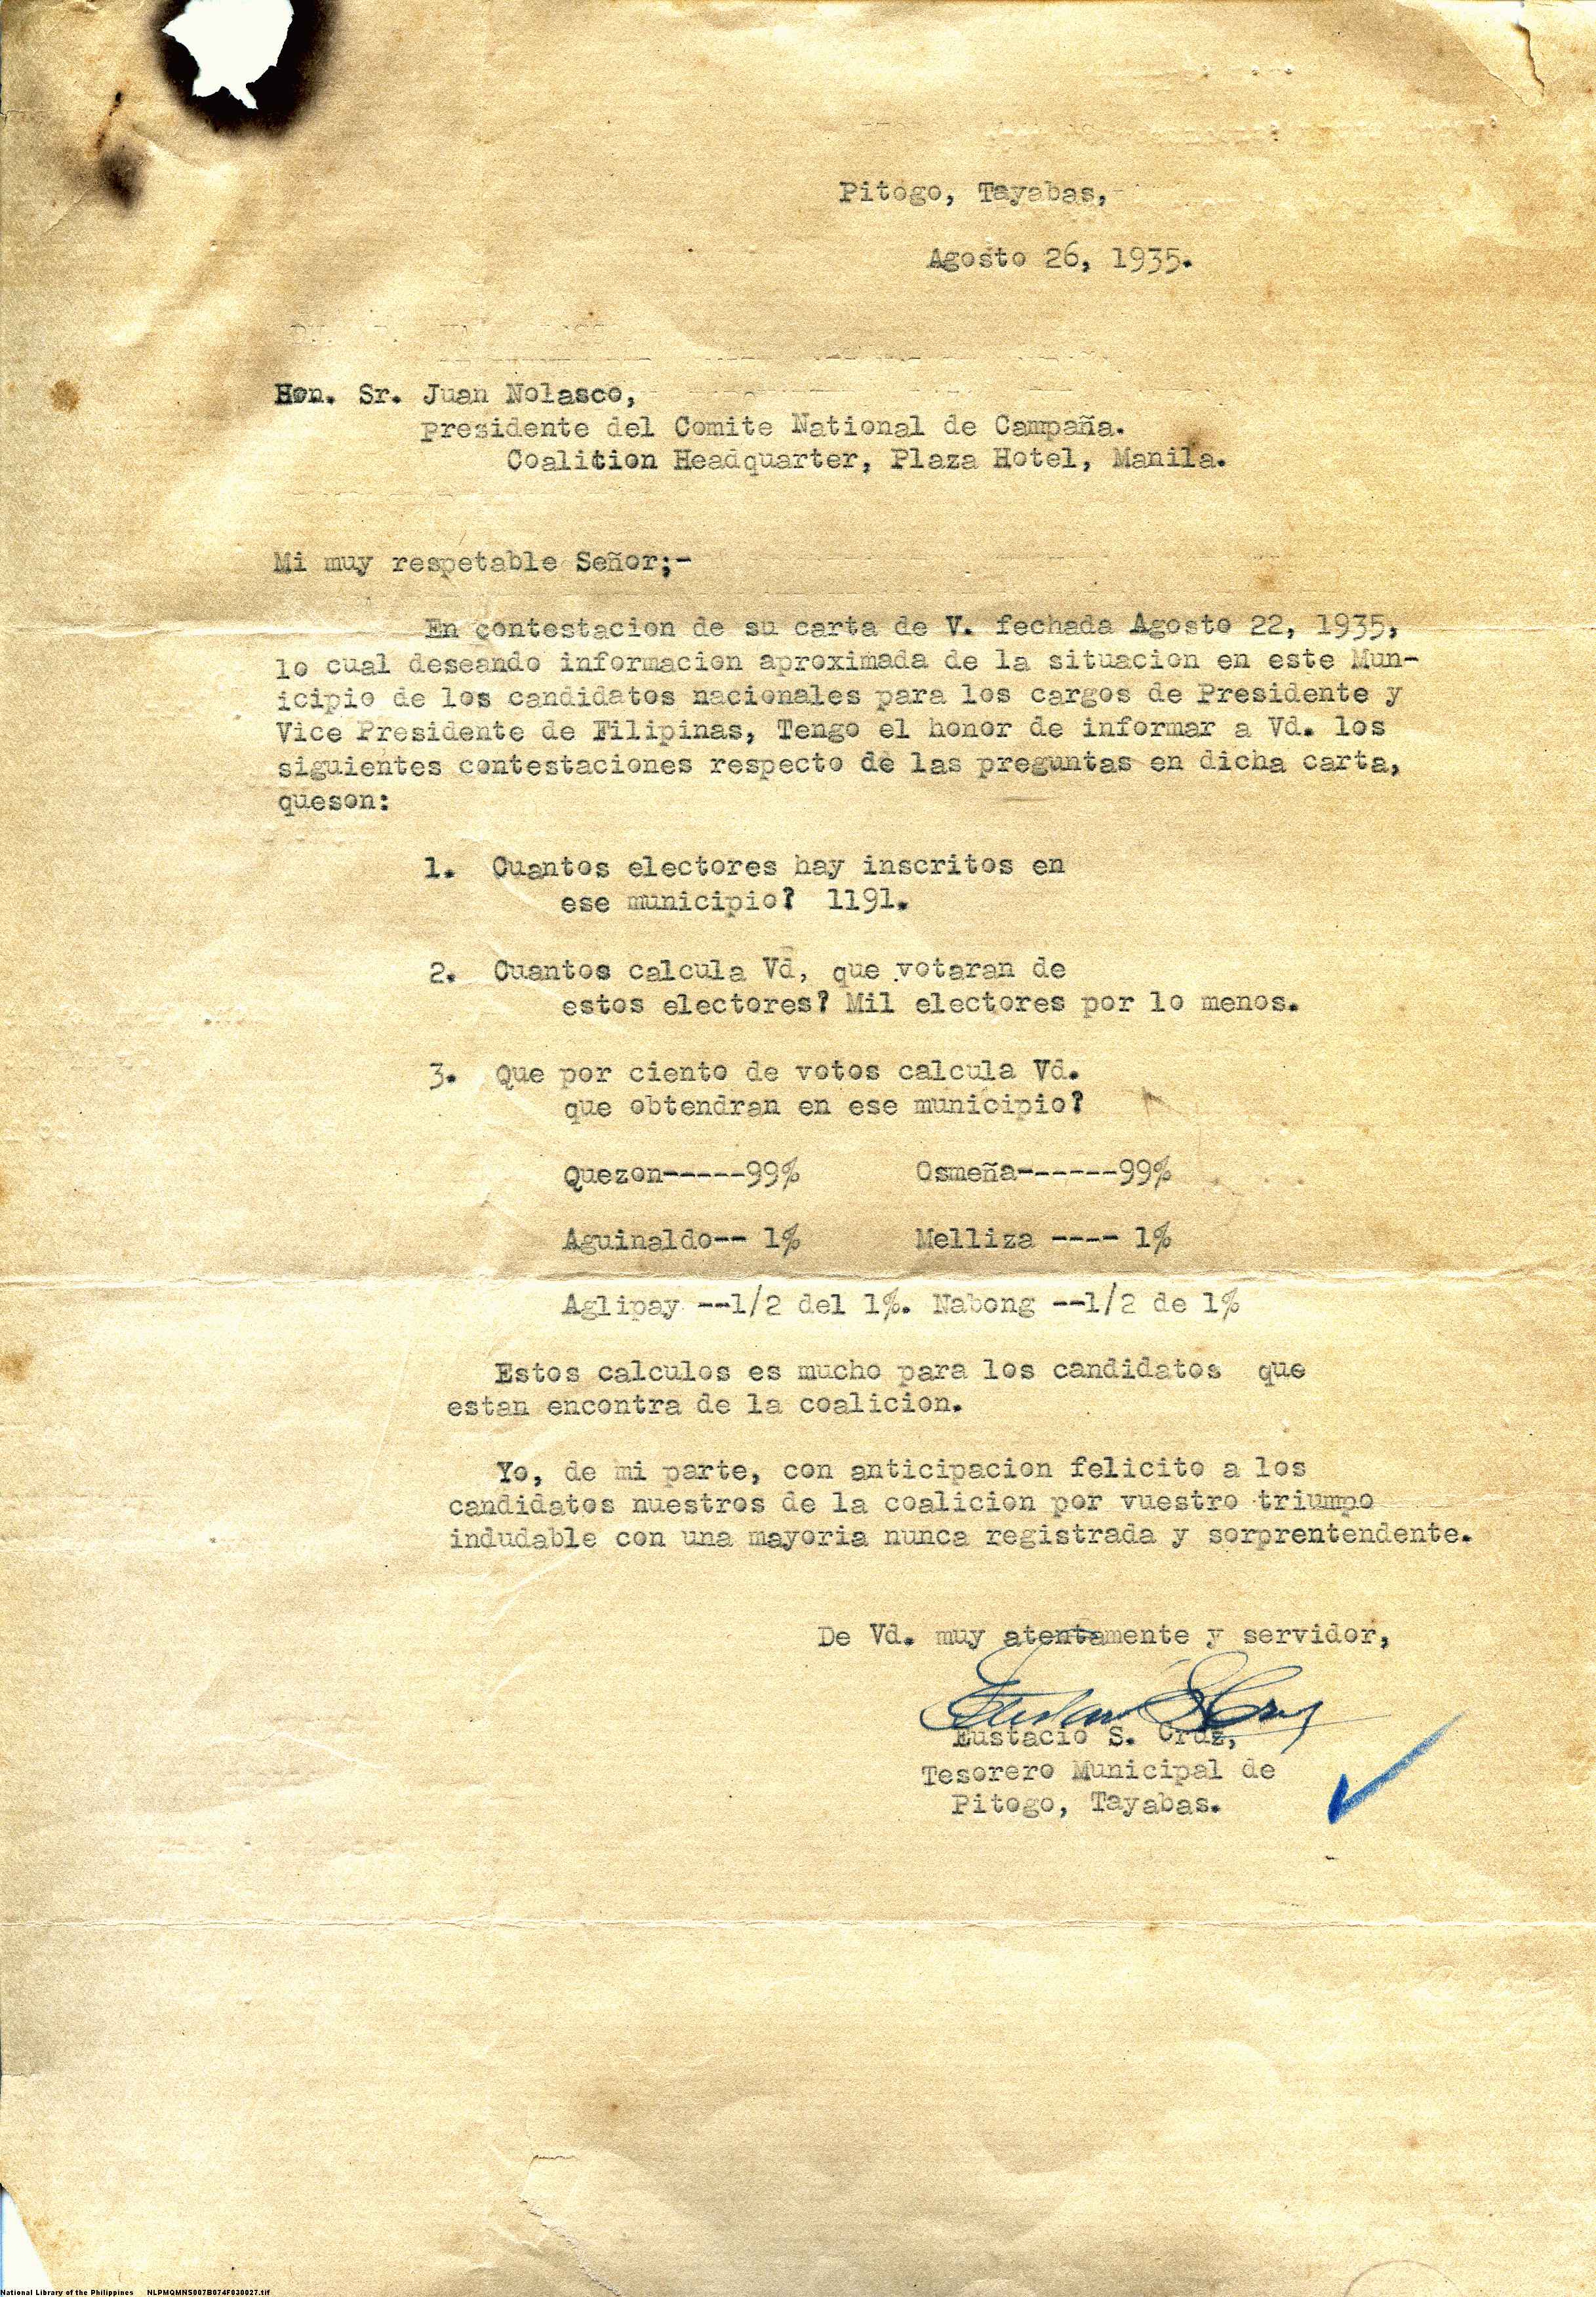 Pitogo, Tayabas,
Agosto 26, 1935.
Hon. Sr. Juan Nolasco,
Presidente del Comite National de Campaña.
Coalition Headquarter, Plaza Hotel, Manila.
Mi muy respetable Señor;-
En contestacion de su carta de V. fechada Agosto 22, 1935,
lo cual deseando informacion aproximada de la situacion en este Mun-
icipio de los candidatos nacionales para los cargos de Presidente y
Vice Presidente de Filipinas, Tengo el honor de informar a Vd. los
siguientes contestaciones respecto de las preguntas en dicha carta,
queson:
1. Cuantos electores hay inscritos en
ese municipio? 1191.
2. Cuantos calcula Vd, que votaran de
estos electores? Mil electores por lo menos.
3. Que por ciento de votos calcula Vd.
que obtendran en ese municipio?
Quezon-----99% Osmeña------99%
Aguinaldo-- 1% Melliza ---- 1%
Aglipay --1/2 del 1%. Nabong --1/2 de 1%
Estos calculos es mucho para los candidatos que
estan encontra de la coalicion.
Yo, de mi parte, con anticipacion felicito a los
candidatos nuestros de la coalicion por vuestro triumpo
indudable con una mayoria nunca registrada y sorprentendente.
De Vd. muy atentamente y servidor,
Eustacio S. Cruz,
Tesorero Municipal de
Pitogo, Tayabas.
National Library of the Philippines NLPMQMNS007B074F030027.tif